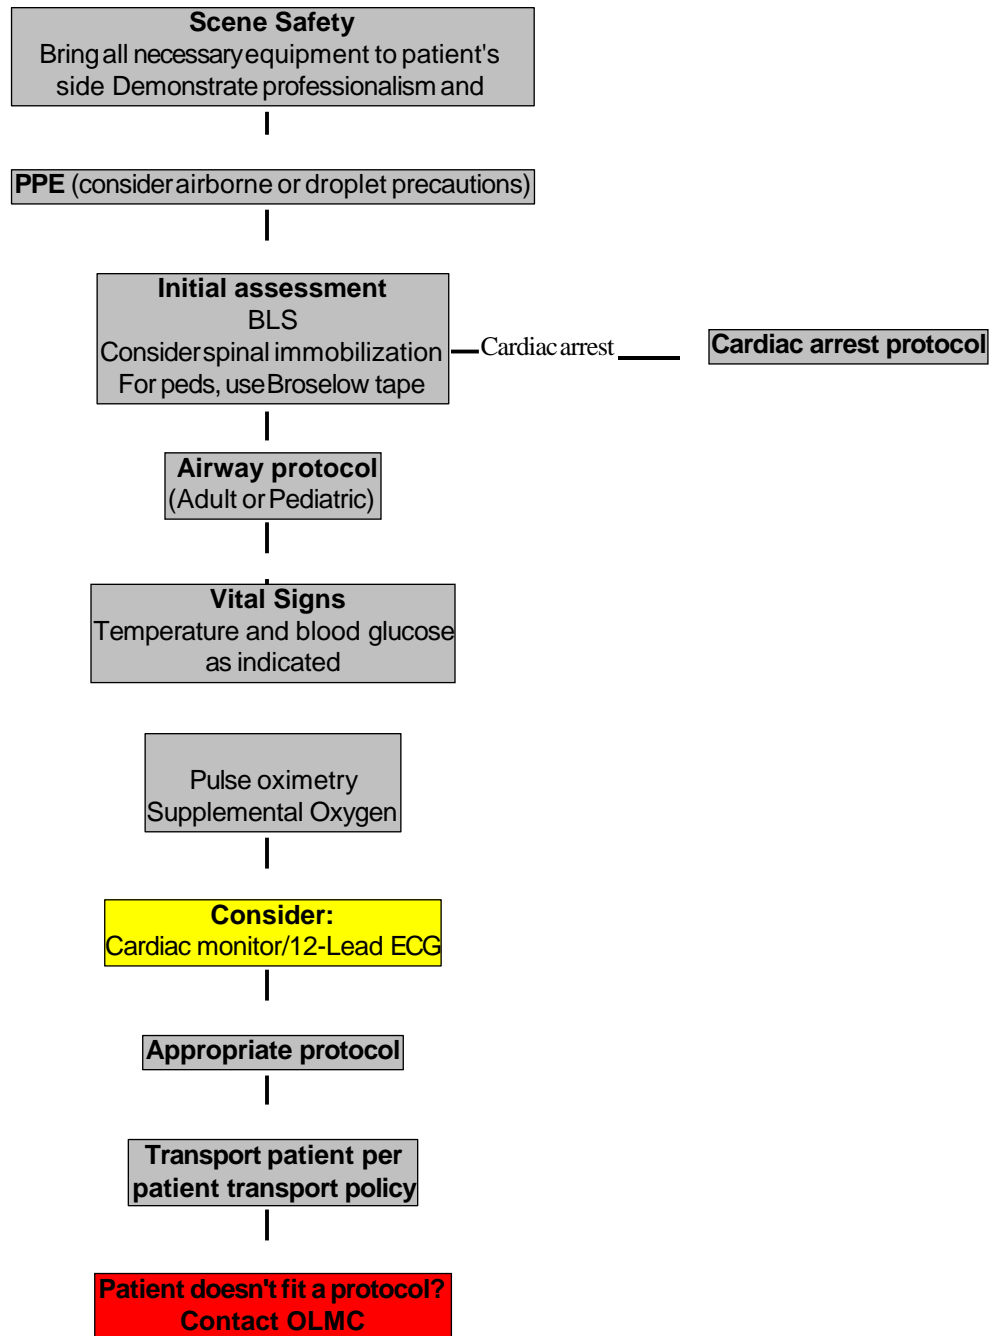 Scene Safety
Bring all necessary equipment to patient's
side Demonstrate professionalism and
PPE (consider airborne or droplet precautions)
Initial assessment
BLS
Consider spinal immobilization
For peds, use Broselow tape
Cardiac arrest
Cardiac arrest protocol
Airway protocol
(Adult or Pediatric)
Vital Signs
Temperature and blood glucose
as indicated
Pulse oximetry
Supplemental Oxygen
Consider:
Cardiac monitor/12-Lead ECG
Appropriate protocol
Transport patient per
patient transport policy
Patient doesn't fit a protocol?
Contact OLMC